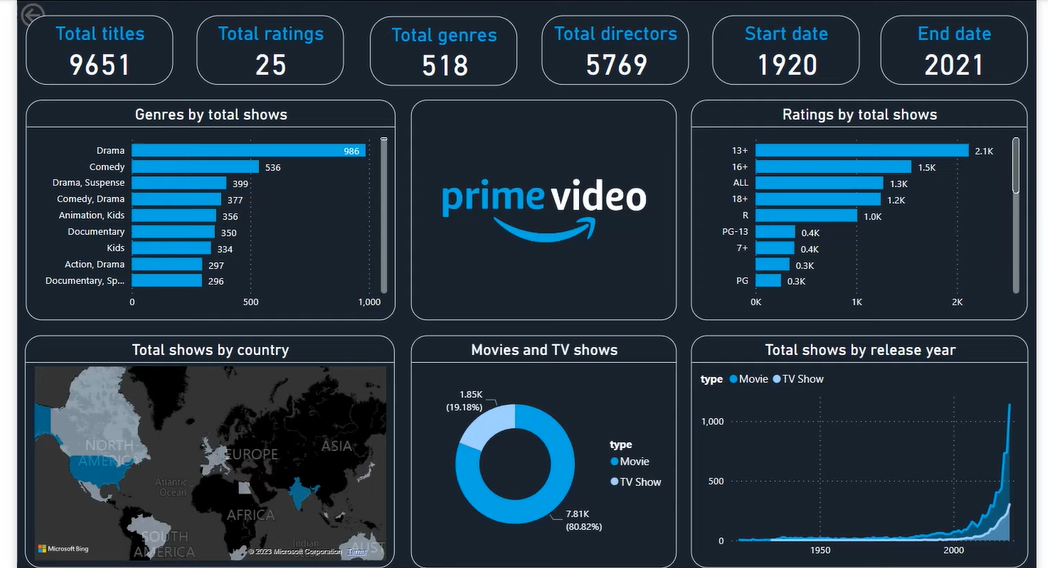 Total titles
9651
Total ratings
25
Total genres
518
Total directors
5769
Start date
1920
End date
2021
Genres by total shows
Drama 986
Comedy 536
Drama, Suspense 399
Comedy, Drama 377
Animation, Kids 356
Documentary 350
Kids 334
Action, Drama 297
Documentary, Sp... 296
0 500 1,000
prime video
Ratings by total shows
13+ 2.1K
16+ 1.5K
ALL 1.3K
18+ 1.2K
R 1.0K
PG-13 0.4K
7+ 0.4K
0.3K
PG 0.3K
0K 1K 2K
Total shows by country
NORTH
AMERICA
EUROPE
ASIA
Atlantic
Ocean
AFRICA
SOUTH
AMERICA
Indian
AUST
Microsoft Bing
© 2023 Microsoft Corporation Terms
Movies and TV shows
1.85K
(19.18%)
type
Movie
TV Show
7.81K
(80.82%)
Total shows by release year
type Movie TV Show
1,000
500
0
1950 2000